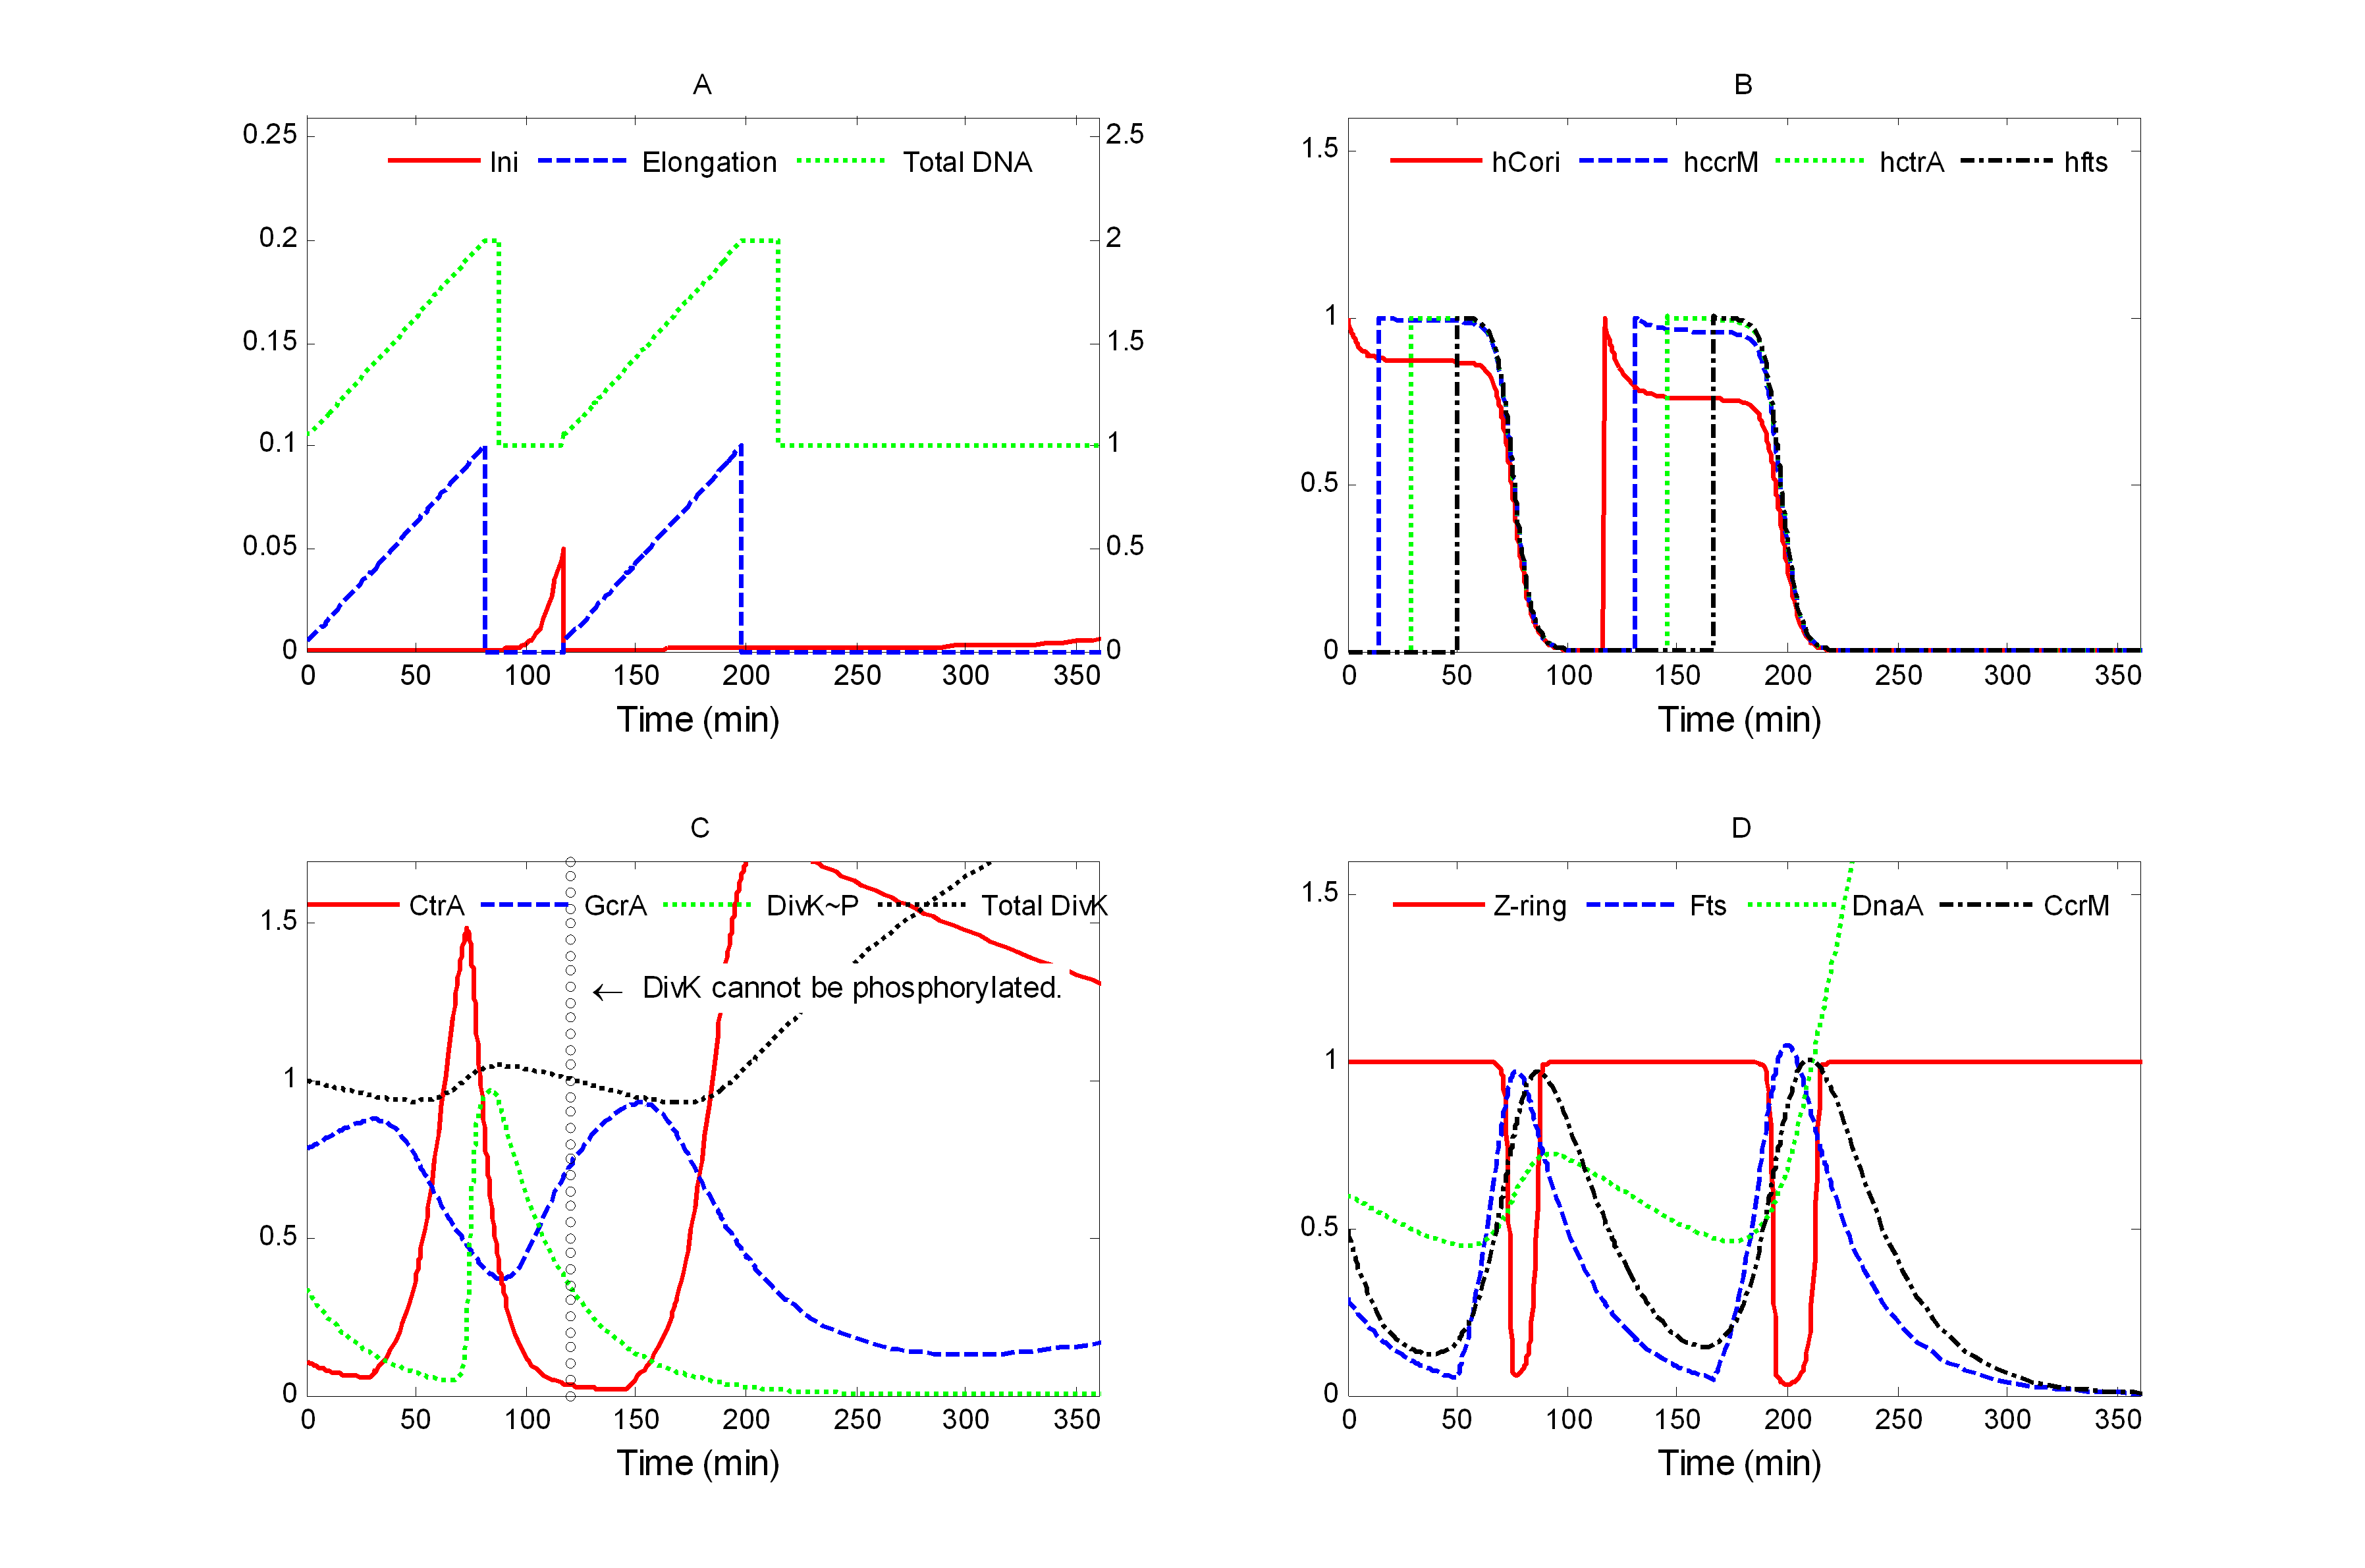 A
0.25
2.5
Ini
Elongation
Total DNA
0.2
2
0.15
1.5
0.1
1
0.05
0.5
0
0
0 50 100 150 200 250 300 350
Time (min)
B
1.5
hCori
hccrM
hctrA
hfts
1
0.5
0
0 50 100 150 200 250 300 350
Time (min)
C
CtrA
GcrA
DivK~P
Total DivK
1.5
← DivK cannot be phosphorylated.
1
0.5
0
0 50 100 150 200 250 300 350
Time (min)
D
1.5
Z-ring
Fts
DnaA
CcrM
1
0.5
0
0 50 100 150 200 250 300 350
Time (min)